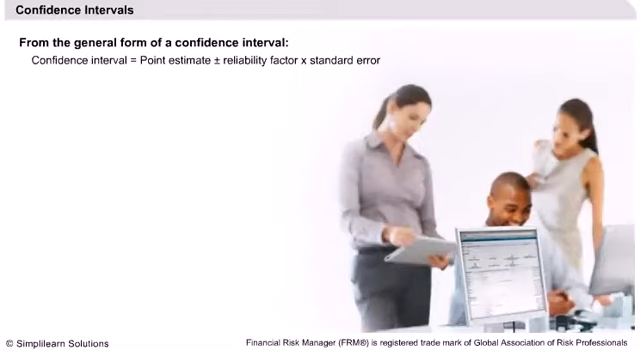 Confidence Intervals
From the general form of a confidence interval:
Confidence interval = Point estimate ± reliability factor x standard error
© Simplilearn Solutions
Financial Risk Manager (FRM®) is registered trade mark of Global Association of Risk Professionals